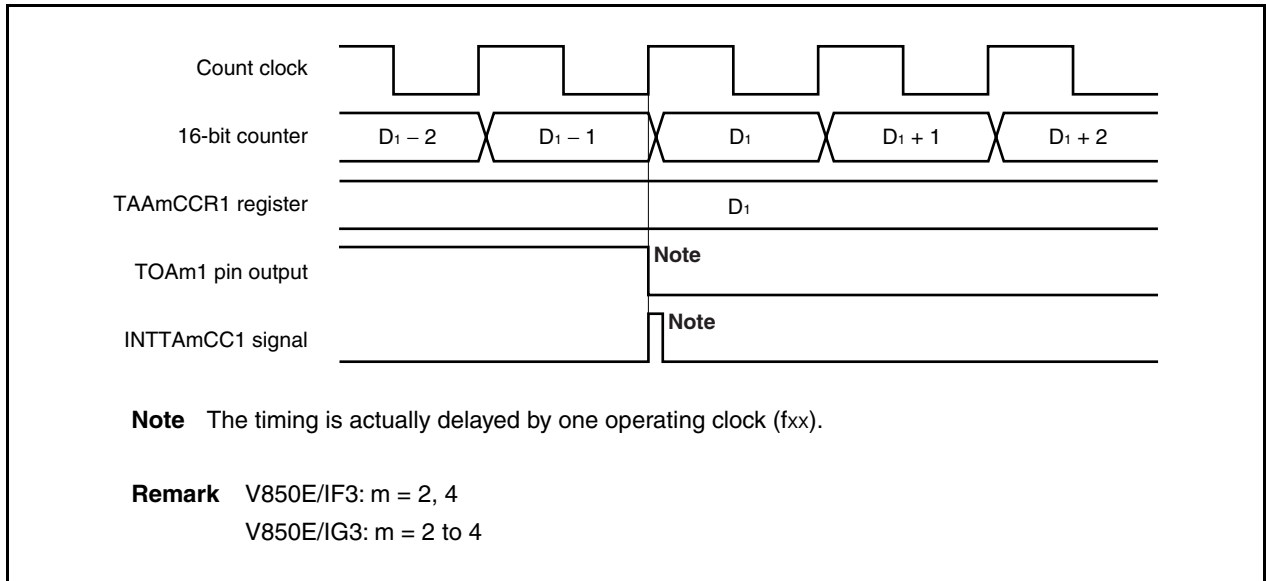 Count clock
16-bit counter D₁ − 2 D₁ − 1 D₁ D₁ + 1 D₁ + 2
TAAmCCR1 register D₁
TOAm1 pin output Note
INTTAmCC1 signal Note
Note The timing is actually delayed by one operating clock (fxx).
Remark V850E/IF3: m = 2, 4
V850E/IG3: m = 2 to 4